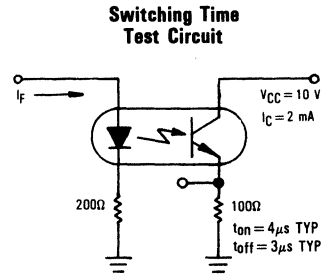 Switching Time
Test Circuit
IF
VCC = 10 V
IC = 2 mA
200Ω
100Ω
ton = 4μs TYP
toff = 3μs TYP